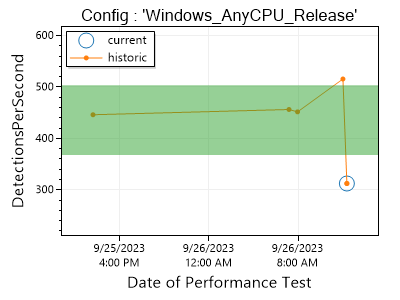 Config : 'Windows_AnyCPU_Release'
current
historic
600
500
400
300
DetectionsPerSecond
9/25/2023
4:00 PM
9/26/2023
12:00 AM
9/26/2023
8:00 AM
Date of Performance Test